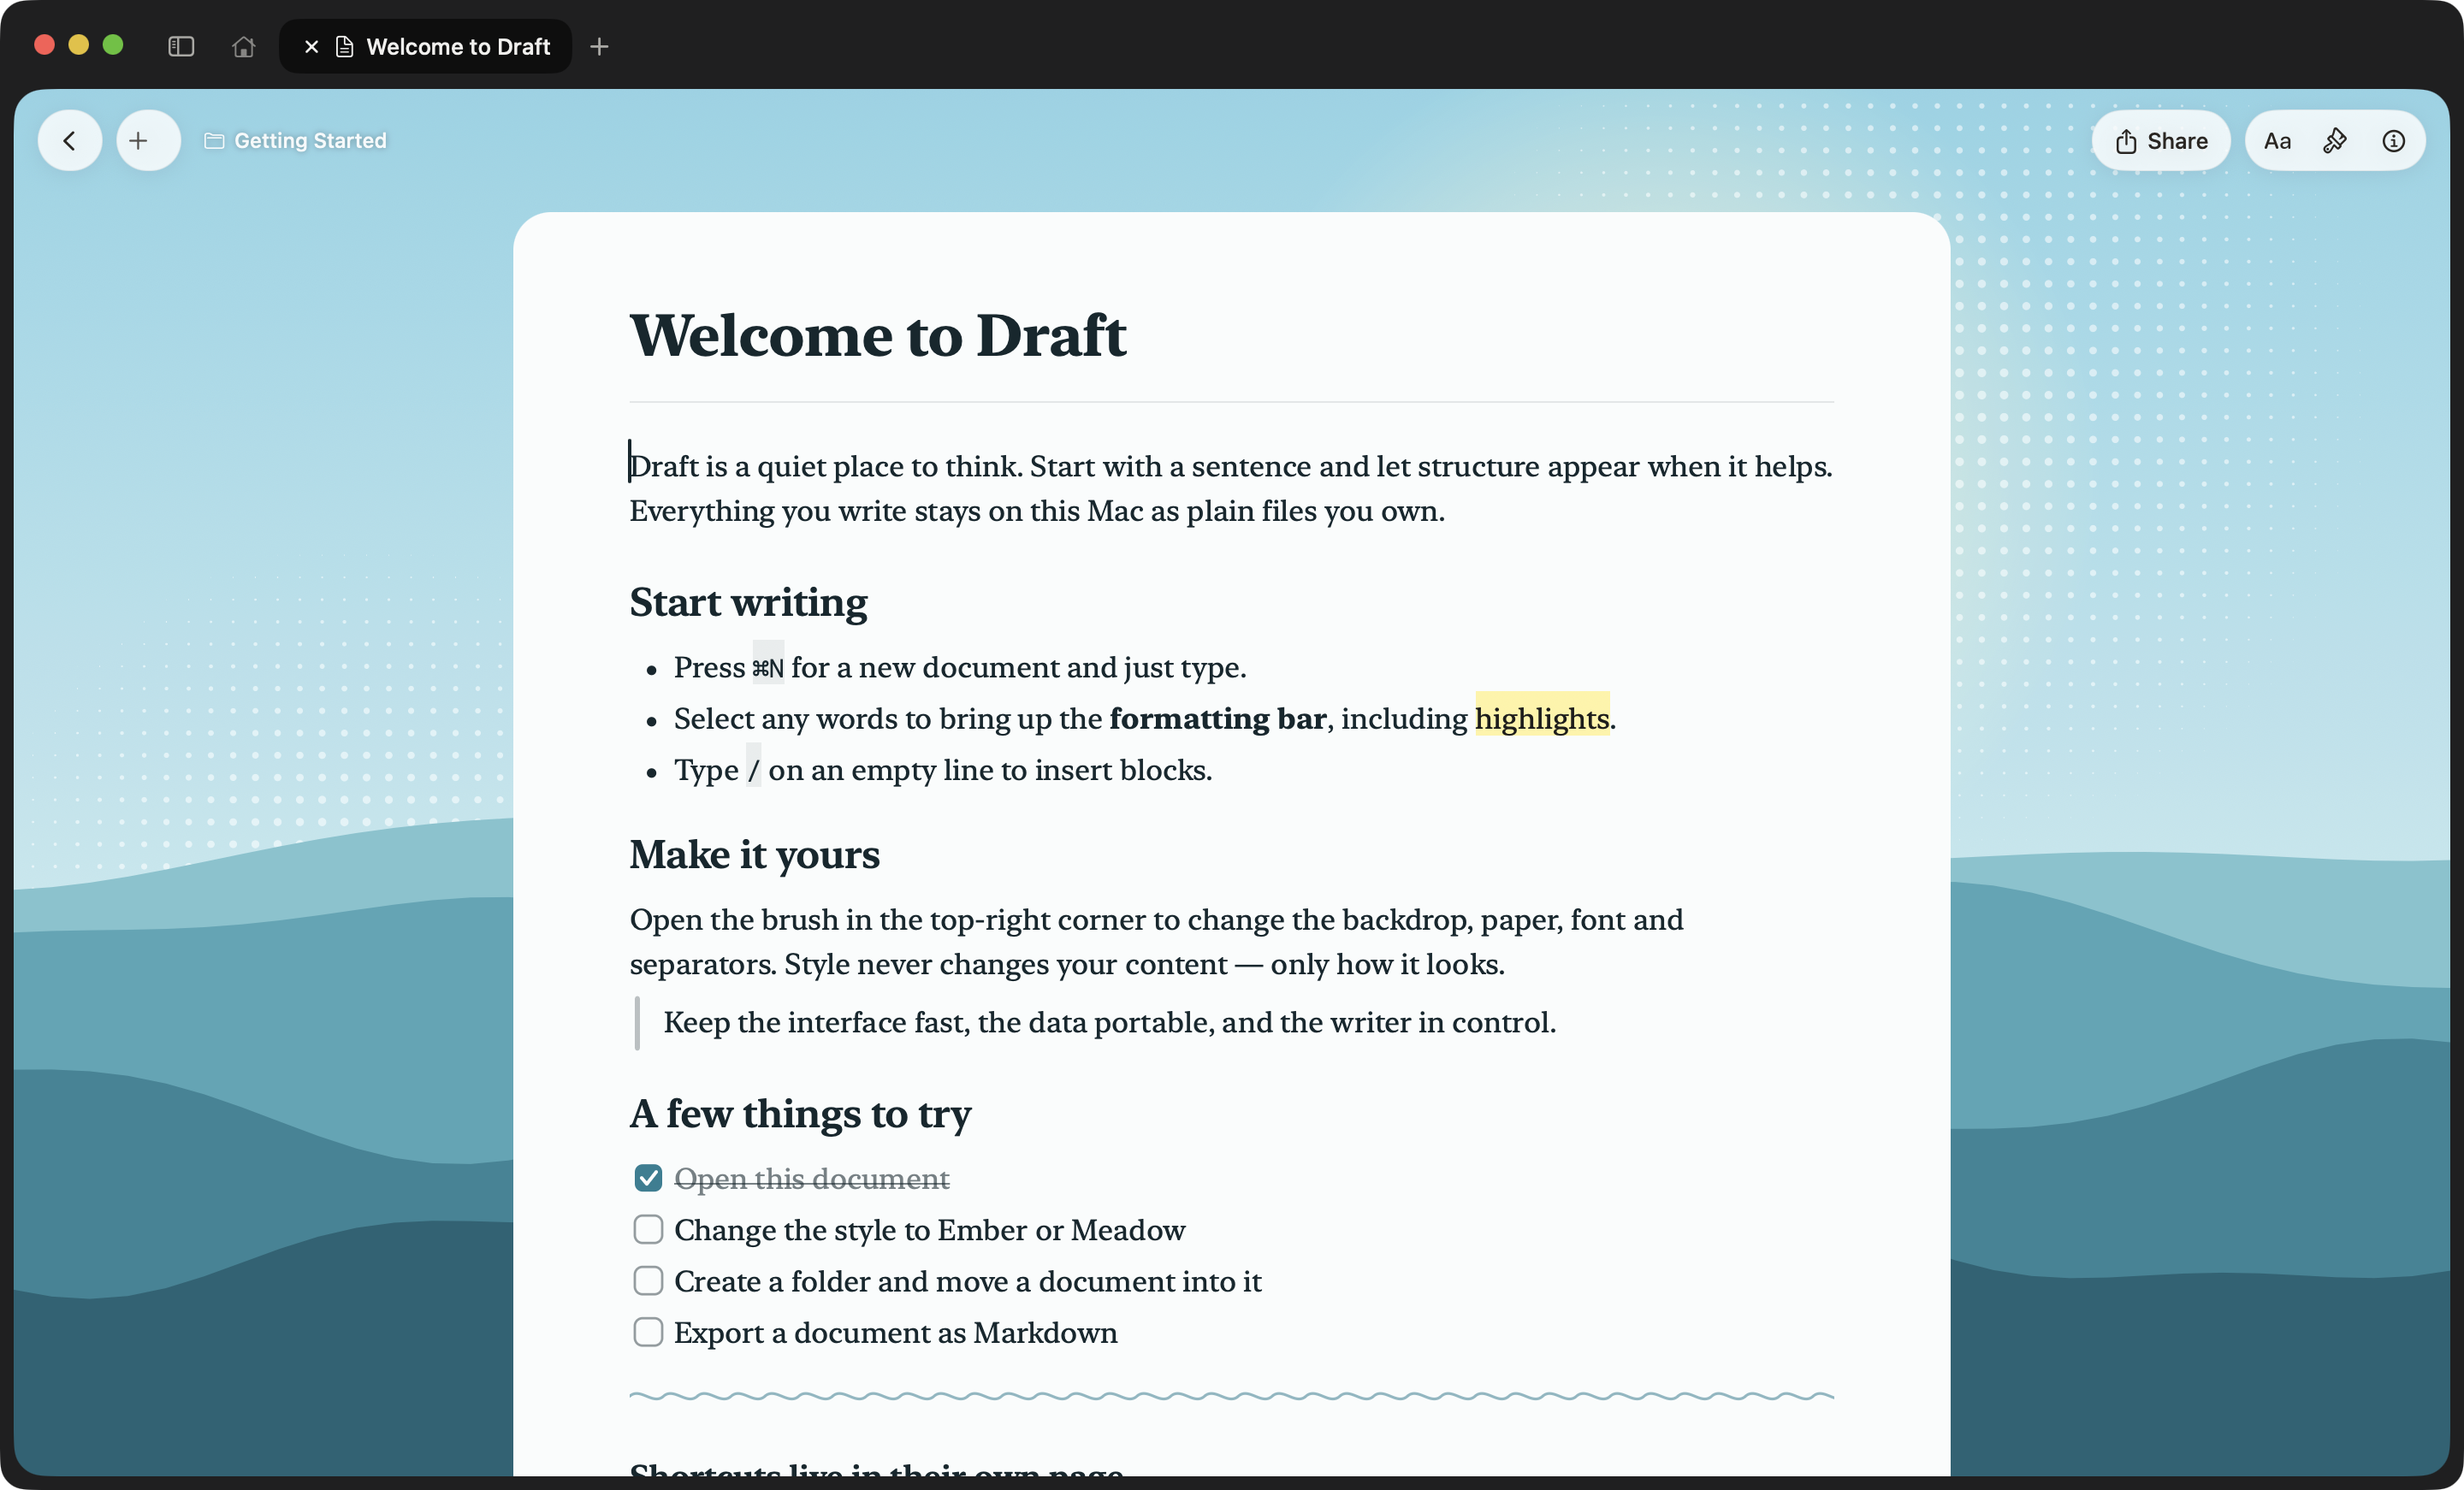 Welcome to Draft
Getting Started
Share
Aa
Welcome to Draft
Draft is a quiet place to think. Start with a sentence and let structure appear when it helps.
Everything you write stays on this Mac as plain files you own.
Start writing
• Press ⌘N for a new document and just type.
• Select any words to bring up the formatting bar, including highlights.
• Type / on an empty line to insert blocks.
Make it yours
Open the brush in the top-right corner to change the backdrop, paper, font and
separators. Style never changes your content — only how it looks.
Keep the interface fast, the data portable, and the writer in control.
A few things to try
Open this document
Change the style to Ember or Meadow
Create a folder and move a document into it
Export a document as Markdown
Shortcuts live in their own page